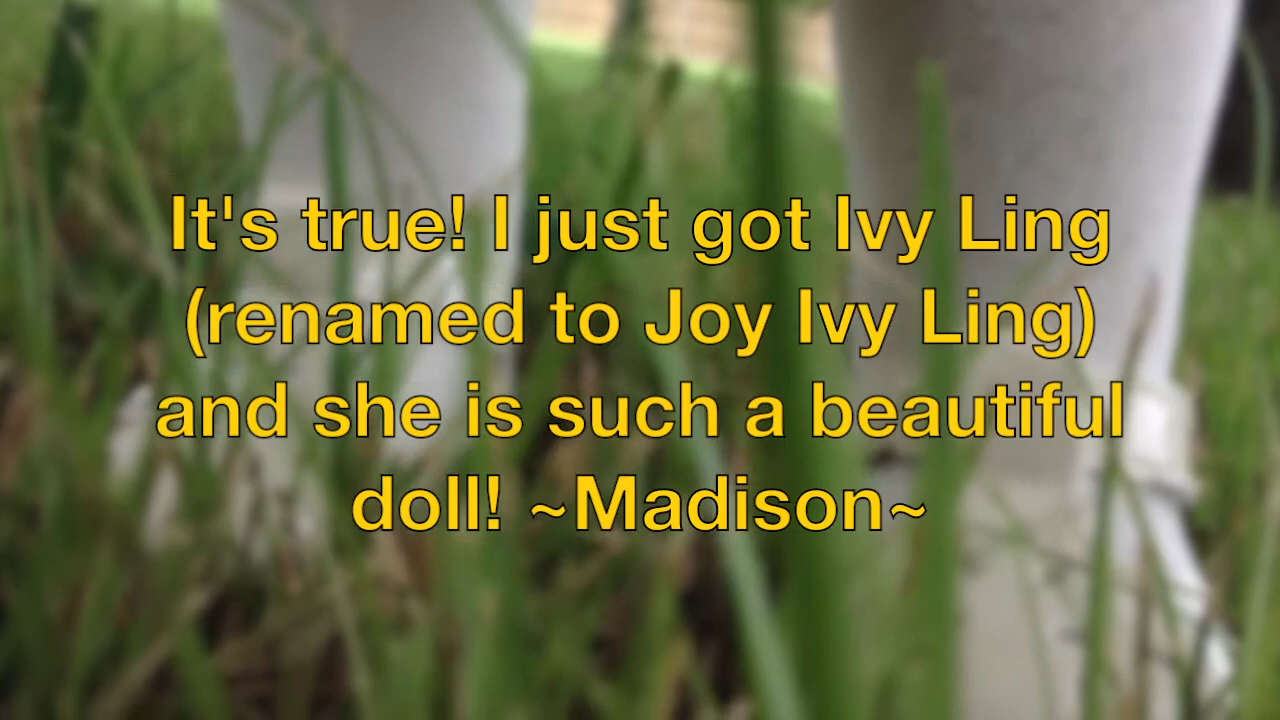 It's true! I just got Ivy Ling
(renamed to Joy Ivy Ling)
and she is such a beautiful
doll! ~Madison~